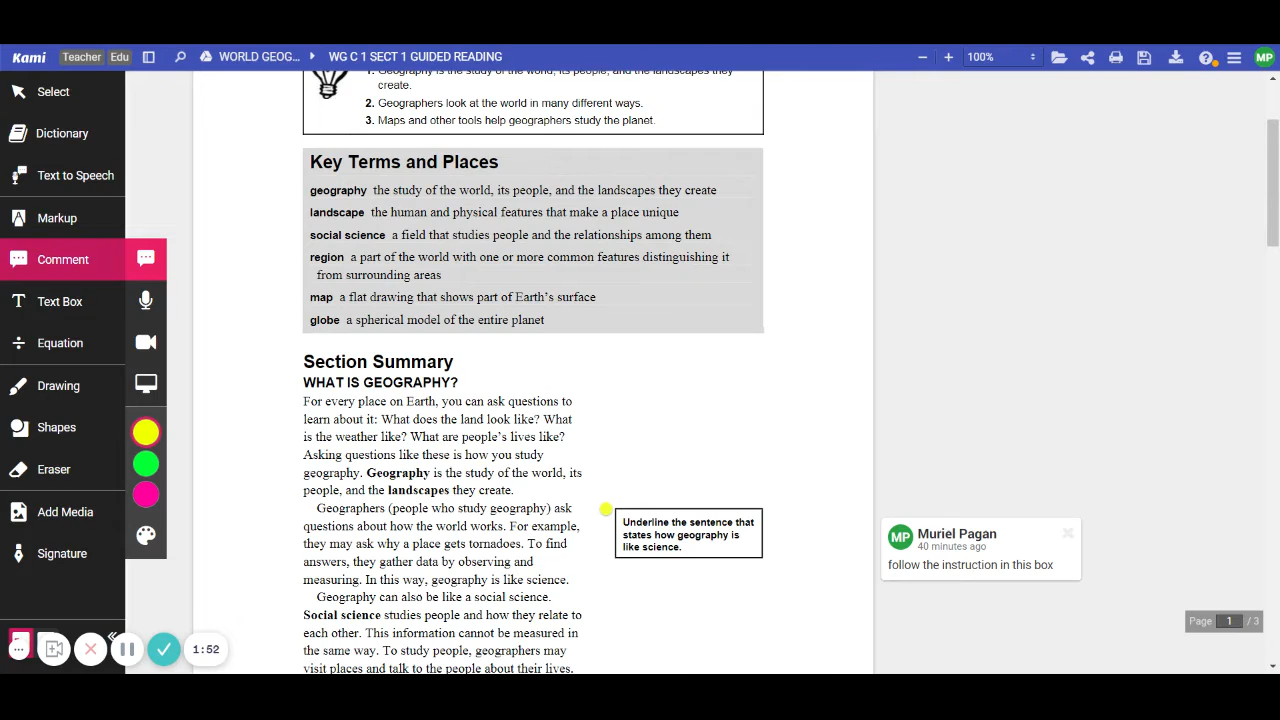 Kami Teacher Edu WORLD GEOG... WG C 1 SECT 1 GUIDED READING 100% MP
Select
Dictionary
Text to Speech
Markup
Comment
Text Box
Equation
Drawing
Shapes
Eraser
Add Media
Signature
1:52
1. Geography is the study of the world, its people, and the landscapes they
create.
2. Geographers look at the world in many different ways.
3. Maps and other tools help geographers study the planet.
Key Terms and Places
geography the study of the world, its people, and the landscapes they create
landscape the human and physical features that make a place unique
social science a field that studies people and the relationships among them
region a part of the world with one or more common features distinguishing it
from surrounding areas
map a flat drawing that shows part of Earth's surface
globe a spherical model of the entire planet
Section Summary
WHAT IS GEOGRAPHY?
For every place on Earth, you can ask questions to
learn about it: What does the land look like? What
is the weather like? What are people's lives like?
Asking questions like these is how you study
geography. Geography is the study of the world, its
people, and the landscapes they create.
Geographers (people who study geography) ask
questions about how the world works. For example,
they may ask why a place gets tornadoes. To find
answers, they gather data by observing and
measuring. In this way, geography is like science.
Geography can also be like a social science.
Social science studies people and how they relate to
each other. This information cannot be measured in
the same way. To study people, geographers may
visit places and talk to the people about their lives.
Underline the sentence that
states how geography is
like science.
MP Muriel Pagan
40 minutes ago
follow the instruction in this box
Page 1 / 3